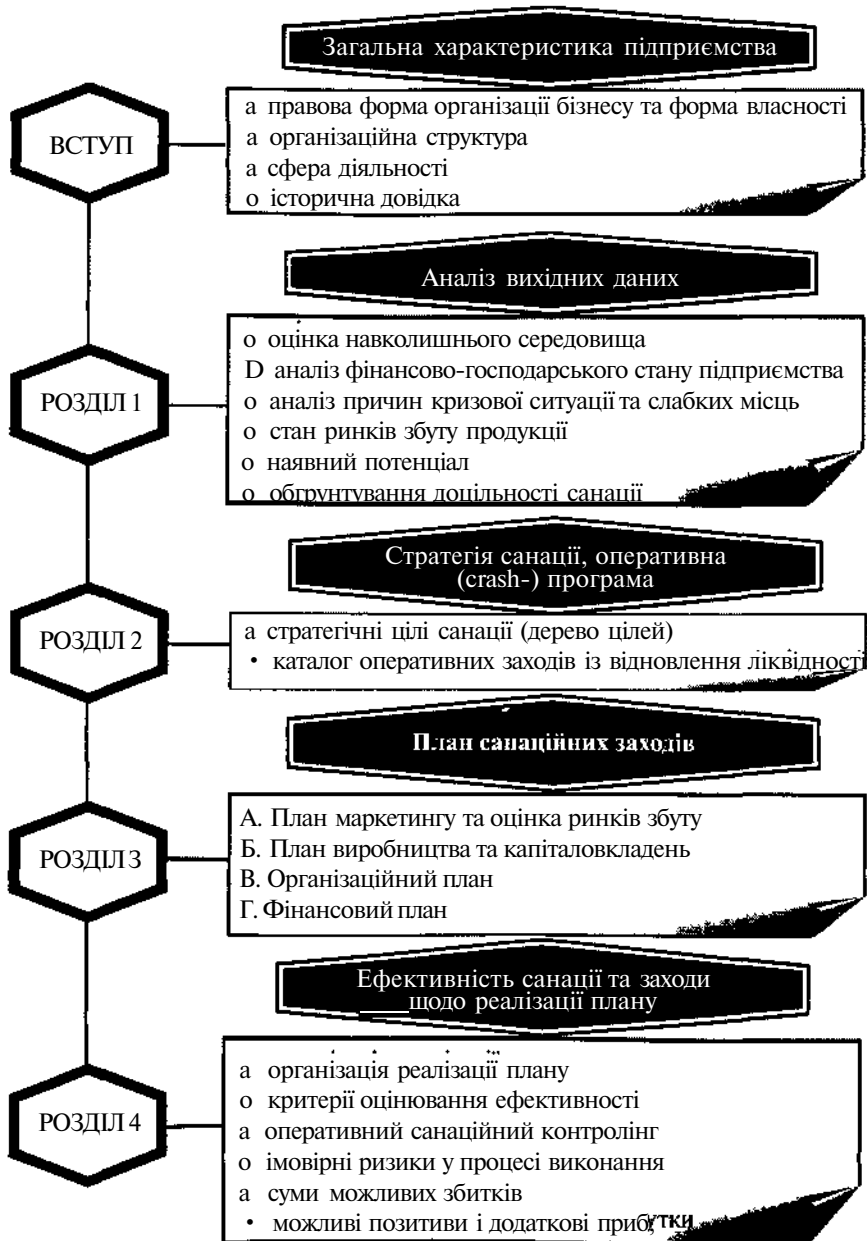 Загальна характеристика підприємства
ВСТУП
а правова форма організації бізнесу та форма власності
а організаційна структура
а сфера діяльності
о історична довідка
Аналіз вихідних даних
РОЗДІЛ 1
о оцінка навколишнього середовища
D аналіз фінансово-господарського стану підприємства
о аналіз причин кризової ситуації та слабких місць
о стан ринків збуту продукції
о наявний потенціал
о обгрунтування доцільності санації
Стратегія санації, оперативна
(crash-) програма
РОЗДІЛ 2
а стратегічні цілі санації (дерево цілей)
• каталог оперативних заходів із відновлення ліквідності
План санаційних заходів
РОЗДІЛ 3
А. План маркетингу та оцінка ринків збуту
Б. План виробництва та капіталовкладень
В. Організаційний план
Г. Фінансовий план
Ефективність санації та заходи
щодо реалізації плану
РОЗДІЛ 4
а організація реалізації плану
о критерії оцінювання ефективності
а оперативний санаційний контролінг
о імовірні ризики у процесі виконання
а суми можливих збитків
• можливі позитиви і додаткові прибутки